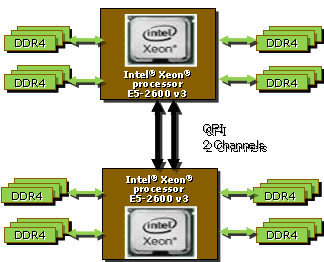 DDR4
DDR4
DDR4
DDR4
intel
Xeon®
Intel® Xeon®
processor
E5-2600 v3
QPI
2 Channels
Intel® Xeon®
processor
E5-2600 v3
DDR4
DDR4
DDR4
DDR4
intel
Xeon®